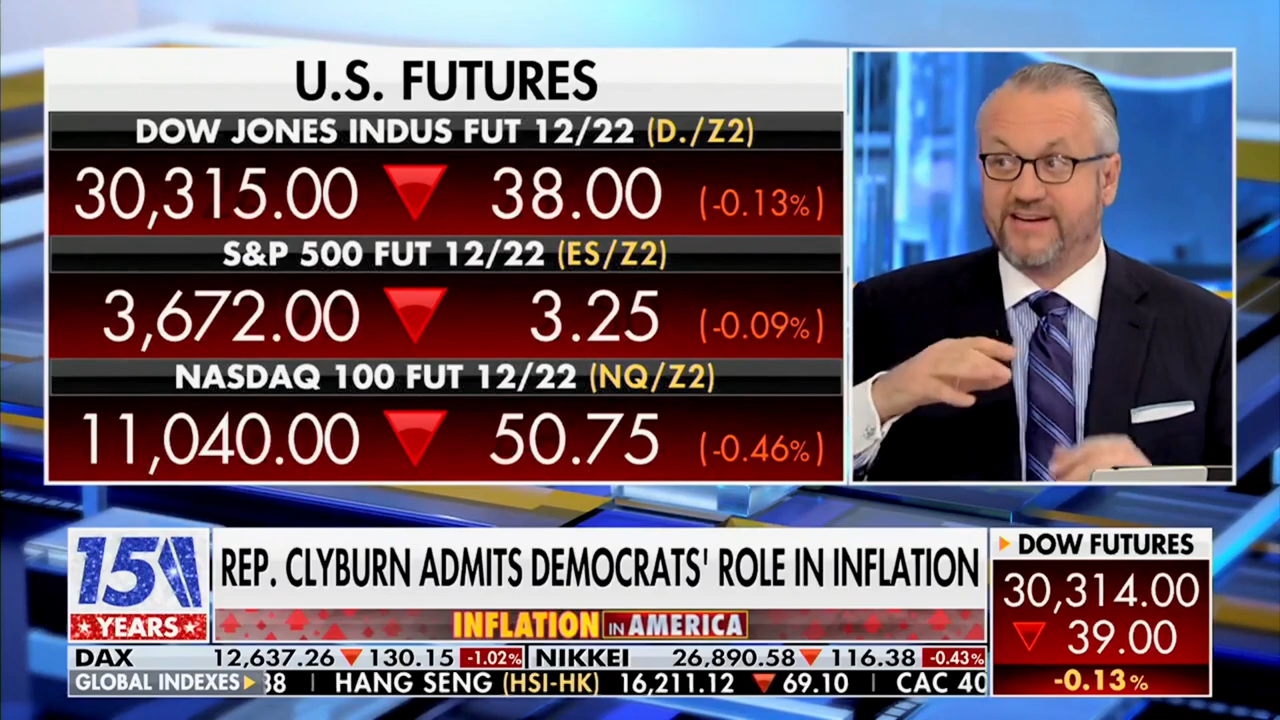 U.S. FUTURES
DOW JONES INDUS FUT 12/22 (D./Z2)
30,315.00 ▼ 38.00 (-0.13%)
S&P 500 FUT 12/22 (ES/Z2)
3,672.00 ▼ 3.25 (-0.09%)
NASDAQ 100 FUT 12/22 (NQ/Z2)
11,040.00 ▼ 50.75 (-0.46%)
15
YEARS
REP. CLYBURN ADMITS DEMOCRATS' ROLE IN INFLATION
INFLATION IN AMERICA
DAX 12,637.26 ▼ 130.15 -1.02% NIKKEI 26,890.58 ▼ 116.38 -0.43%
GLOBAL INDEXES 38 | HANG SENG (HSI-HK) 16,211.12 ▼ 69.10 | CAC 40
DOW FUTURES
30,314.00
▼ 39.00
-0.13%